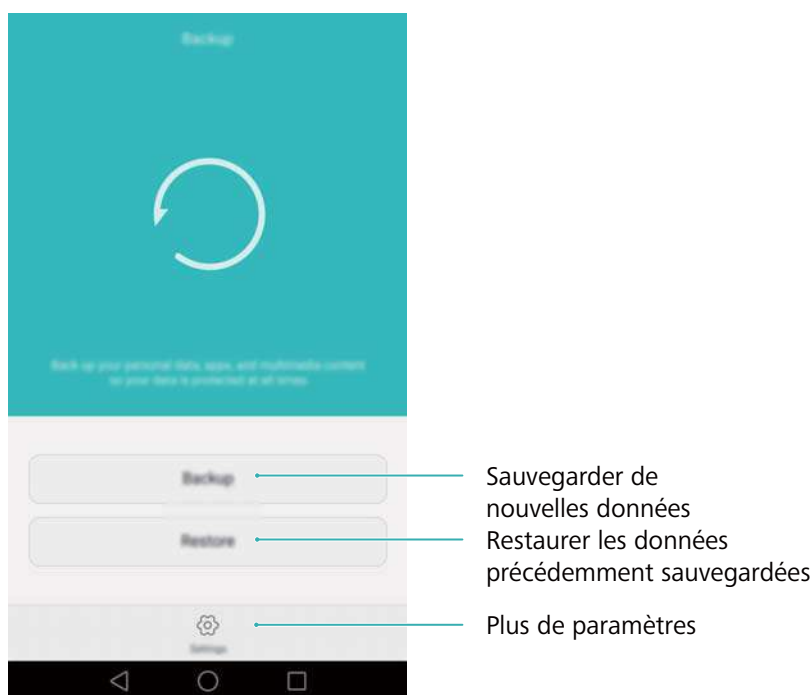 Backup
Back up your personal data, apps, and multimedia content
so your data is protected at all times
Backup
Sauvegarder de
nouvelles données
Restore
Restaurer les données
précédemment sauvegardées
Settings
Plus de paramètres